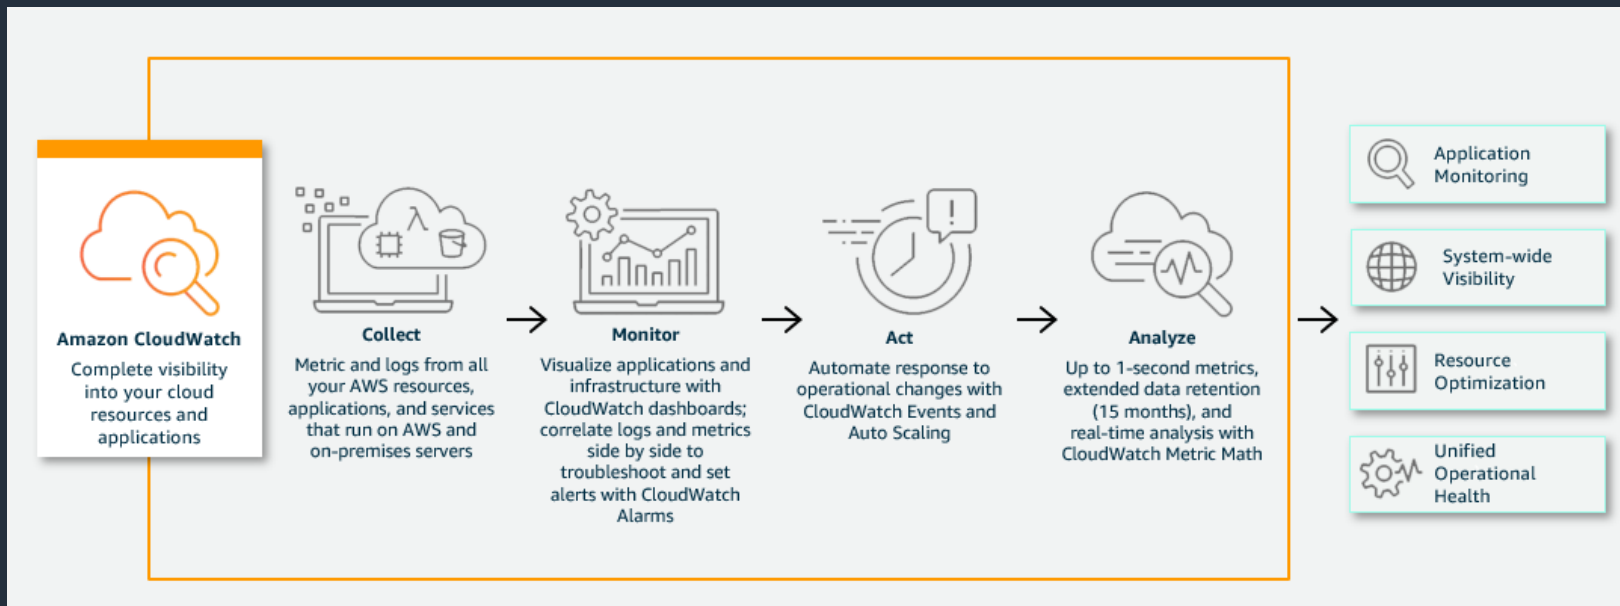 Amazon CloudWatch
Complete visibility
into your cloud
resources and
applications
Collect
Metric and logs from all
your AWS resources,
applications, and services
that run on AWS and
on-premises servers
Monitor
Visualize applications and
infrastructure with
CloudWatch dashboards;
correlate logs and metrics
side by side to
troubleshoot and set
alerts with CloudWatch
Alarms
Act
Automate response to
operational changes with
CloudWatch Events and
Auto Scaling
Analyze
Up to 1-second metrics,
extended data retention
(15 months), and
real-time analysis with
CloudWatch Metric Math
Application
Monitoring
System-wide
Visibility
Resource
Optimization
Unified
Operational
Health